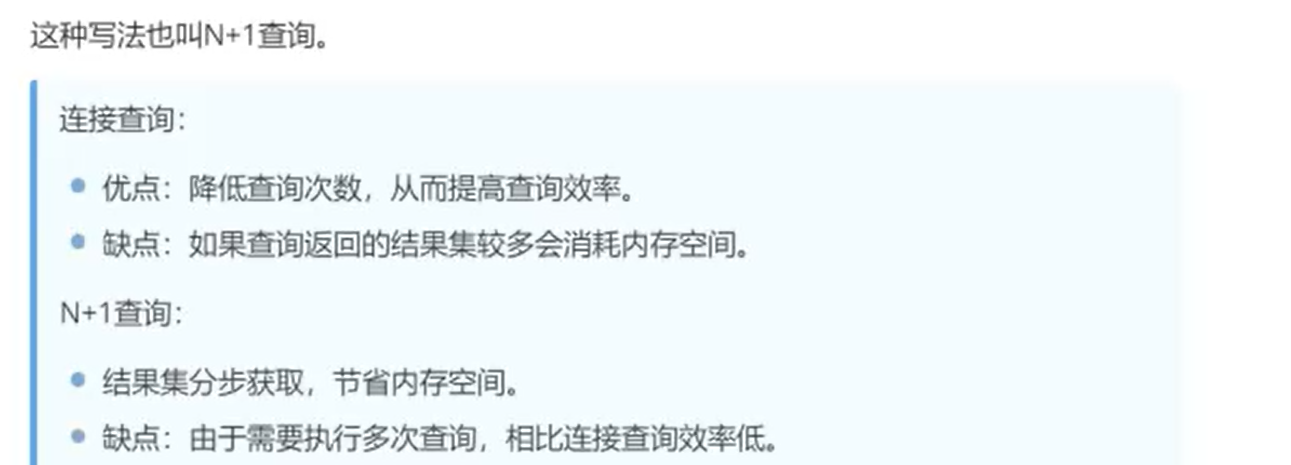 这种写法也叫N+1查询。
连接查询：
优点：降低查询次数，从而提高查询效率。
缺点：如果查询返回的结果集较多会消耗内存空间。
N+1查询：
结果集分步获取，节省内存空间。
缺点：由于需要执行多次查询，相比连接查询效率低。